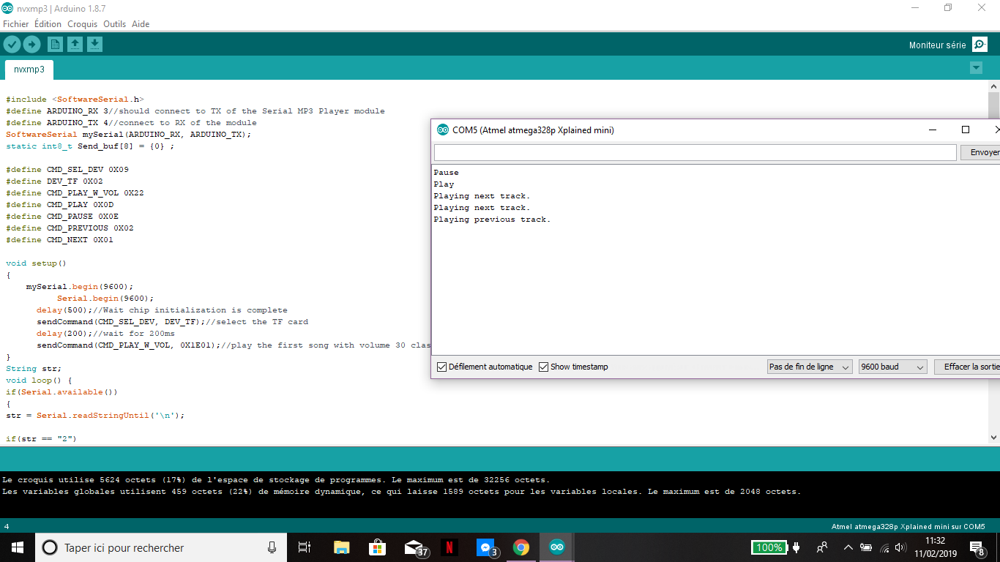 nvxmp3 | Arduino 1.8.7
Fichier Édition Croquis Outils Aide
Moniteur série
nvxmp3
#include <SoftwareSerial.h>
#define ARDUINO_RX 3//should connect to TX of the Serial MP3 Player module
#define ARDUINO_TX 4//connect to RX of the module
SoftwareSerial mySerial(ARDUINO_RX, ARDUINO_TX);
static int8_t Send_buf[8] = {0} ;
#define CMD_SEL_DEV 0X09
#define DEV_TF 0X02
#define CMD_PLAY_W_VOL 0X22
#define CMD_PLAY 0X0D
#define CMD_PAUSE 0X0E
#define CMD_PREVIOUS 0X02
#define CMD_NEXT 0X01
void setup()
{
mySerial.begin(9600);
Serial.begin(9600);
delay(500);//Wait chip initialization is complete
sendCommand(CMD_SEL_DEV, DEV_TF);//select the TF card
delay(200);//wait for 200ms
sendCommand(CMD_PLAY_W_VOL, 0X1E01);//play the first song with volume 30 clas
}
String str;
void loop() {
if(Serial.available())
{
str = Serial.readStringUntil('\n');
if(str == "2")
COM5 (Atmel atmega328p Xplained mini)
Envoyer
Pause
Play
Playing next track.
Playing next track.
Playing previous track.
Défilement automatique Show timestamp Pas de fin de ligne 9600 baud Effacer la sortie
Le croquis utilise 5624 octets (17%) de l'espace de stockage de programmes. Le maximum est de 32256 octets.
Les variables globales utilisent 459 octets (22%) de mémoire dynamique, ce qui laisse 1589 octets pour les variables locales. Le maximum est de 2048 octets.
4 Atmel atmega328p Xplained mini sur COM5
Taper ici pour rechercher
37
N
3
100%
11:32
11/02/2019
8